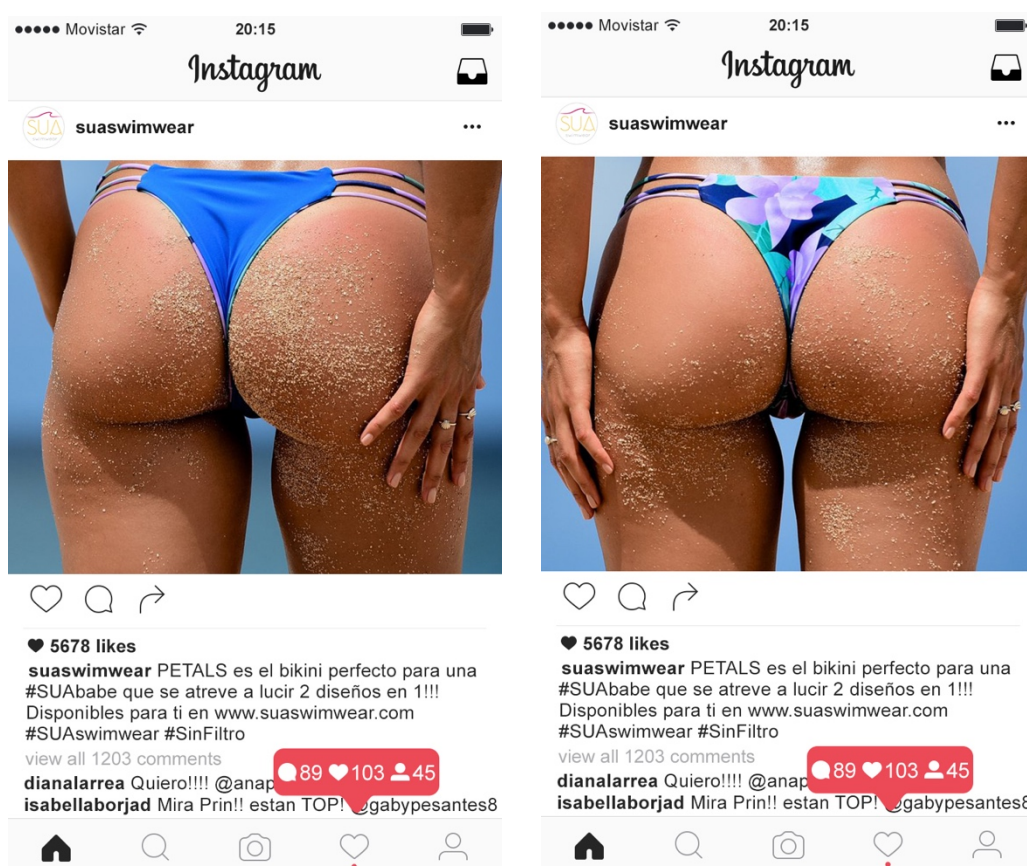 Movistar 20:15
Instagram
SUA
suaswimwear
5678 likes
suaswimwear PETALS es el bikini perfecto para una
#SUAbabe que se atreve a lucir 2 diseños en 1!!!
Disponibles para ti en www.suaswimwear.com
#SUAswimwear #SinFiltro
view all 1203 comments
dianalarrea Quiero!!!! @anap
89 103 45
isabellaborjad Mira Prin!! estan TOP! @gabypesantes8
Movistar 20:15
Instagram
SUA
suaswimwear
5678 likes
suaswimwear PETALS es el bikini perfecto para una
#SUAbabe que se atreve a lucir 2 diseños en 1!!!
Disponibles para ti en www.suaswimwear.com
#SUAswimwear #SinFiltro
view all 1203 comments
dianalarrea Quiero!!!! @anap
89 103 45
isabellaborjad Mira Prin!! estan TOP! @gabypesantes8